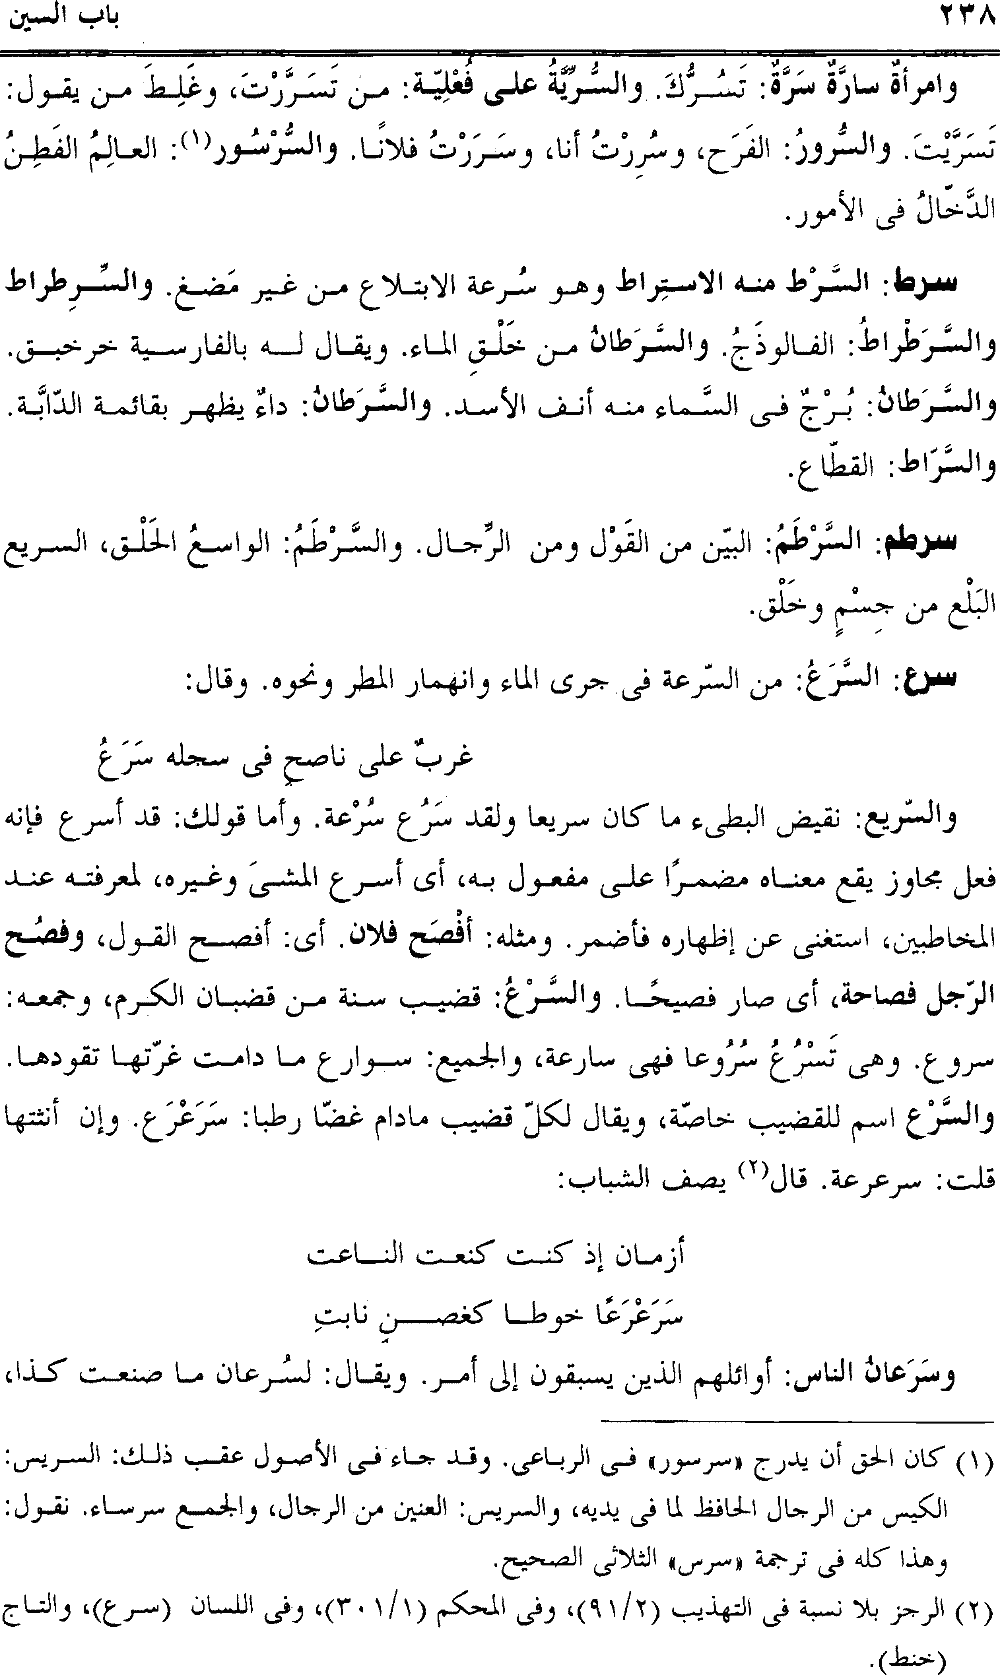 ٢٣٨
باب السين
وامرأةٌ سارَّةٌ سَرَّةٌ: تَسُرُّكَ. والسُّرِّيَّةُ على فُعْلِيّة: من تَسَرَّرْتَ، وغَلِطَ من يقول:
تَسَرَّيْتَ. والسُّرورُ: الفَرَح، وسُرِرْتُ أنا، وسَرَرْتُ فلانًا. والسُّرْسُور(١): العالِمُ الفَطِنُ
الدَّخّالُ فى الأمور.
سرط: السَّرْط منه الاستِراط وهو سُرعة الابتلاع من غير مَضغ. والسِّرِطراط
والسَّرَطْراطُ: الفالوذَجُ. والسَّرَطانُ من خَلْقِ الماء. ويقال له بالفارسية خرخبق.
والسَّرَطانُ: بُرْجٌ فى السَّماء منه أنف الأسد. والسَّرَطانُ: داءٌ يظهر بقائمة الدّابَّة.
والسَّرّاط: القطّاع.
سرطم: السَّرْطَمُ: البيّن من القَوْل ومن الرِّجال. والسَّرْطَمُ: الواسعُ الحَلْق، السريع
البَلْع من جِسْمٍ وخَلْق.
سرع: السَّرَعُ: من السّرعة فى جرى الماء وانهمار المطر ونحوه. وقال:
غربٌ على ناصحٍ فى سجله سَرَعُ
والسّريع: نقيض البطىء ما كان سريعا ولقد سَرُع سُرْعة. وأما قولك: قد أسرع فإنه
فعل مجاوز يقع معناه مضمرًا على مفعول به، أى أسرع المشىَ وغيره، لمعرفته عند
المخاطبين، استغنى عن إظهاره فأضمر. ومثله: أفْصَح فلان. أى: أفصح القول، وفصُح
الرّجل فصاحة، أى صار فصيحًا. والسَّرْعُ: قضيب سنة من قضبان الكرم، وجمعه:
سروع. وهى تَسْرُعُ سُرُوعا فهى سارعة، والجميع: سوارع ما دامت غرّتها تقودها.
والسَّرْع اسم للقضيب خاصّة، ويقال لكلّ قضيب مادام غضّا رطبا: سَرَعْرَع. وإن أنثتها
قلت: سرعرعة. قال(٢) يصف الشباب:
أزمان إذ كنت كنعت الناعت
سَرَعْرَعًا خوطا كغصنٍ نابتِ
وسَرَعانُ الناس: أوائلهم الذين يسبقون إلى أمر. ويقال: لسُرعان ما صنعت كذا،
(١) كان الحق أن يدرج «سرسور» فى الرباعى. وقد جاء فى الأصول عقب ذلك: السريس:
الكيس من الرجال الحافظ لما فى يديه، والسريس: العنين من الرجال، والجمع سرساء. نقول:
وهذا كله فى ترجمة «سرس» الثلاثى الصحيح.
(٢) الرجز بلا نسبة فى التهذيب (٩١/٢)، وفى المحكم (٣٠١/١)، وفى اللسان (سرع)، والتاج
(خنط).